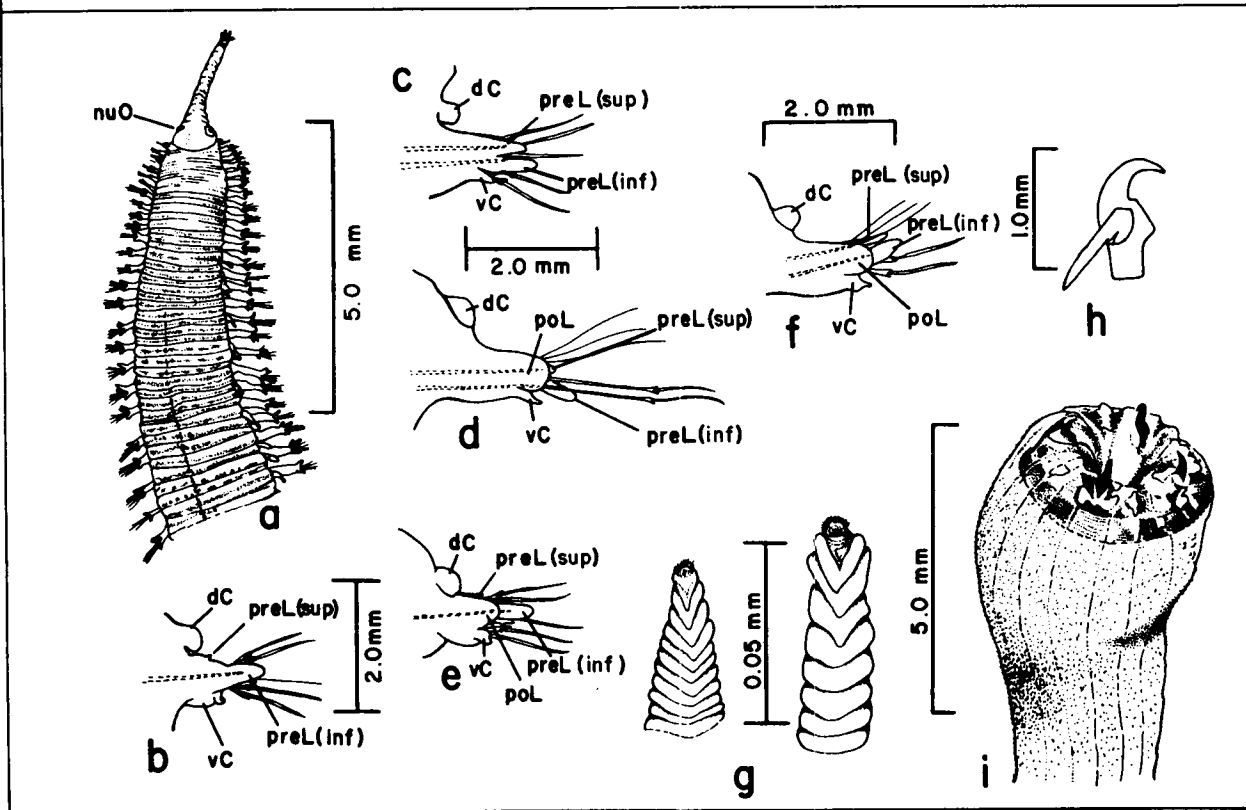 nuO
5.0 mm
a
dC
preL(sup)
preL(inf)
vC
2.0mm
b
c
dC
preL(sup)
preL(inf)
vC
2.0 mm
dC
poL
preL(sup)
d
vC
preL(inf)
dC
preL(sup)
e
vC
preL(inf)
poL
2.0 mm
preL(sup)
dC
preL(inf)
f
vC
poL
0.05 mm
g
1.0mm
h
5.0 mm
i